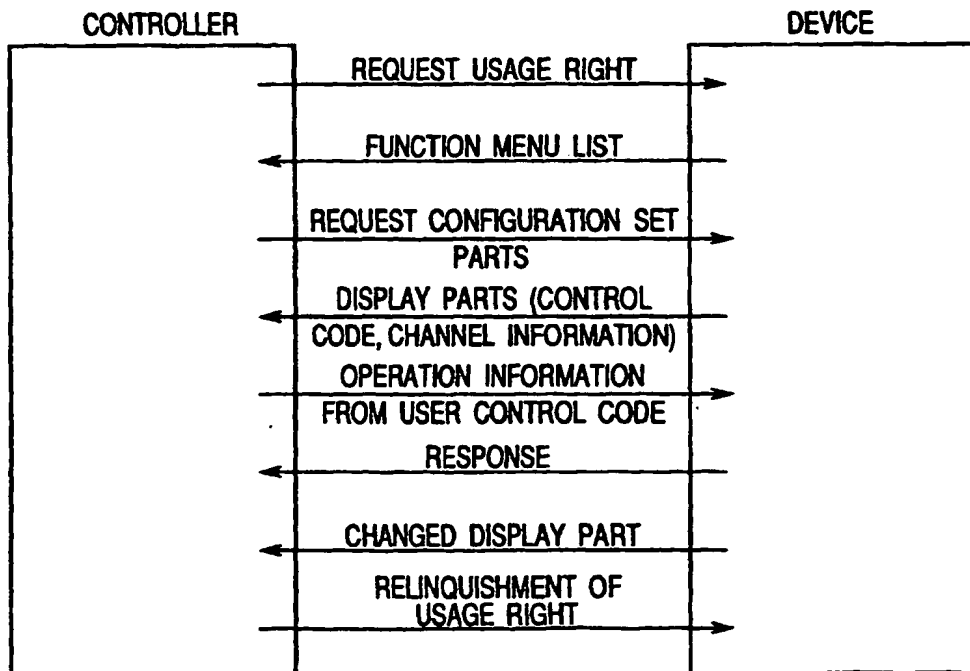 CONTROLLER
DEVICE
REQUEST USAGE RIGHT
FUNCTION MENU LIST
REQUEST CONFIGURATION SET
PARTS
DISPLAY PARTS (CONTROL
CODE, CHANNEL INFORMATION)
OPERATION INFORMATION
FROM USER CONTROL CODE
RESPONSE
CHANGED DISPLAY PART
RELINQUISHMENT OF
USAGE RIGHT